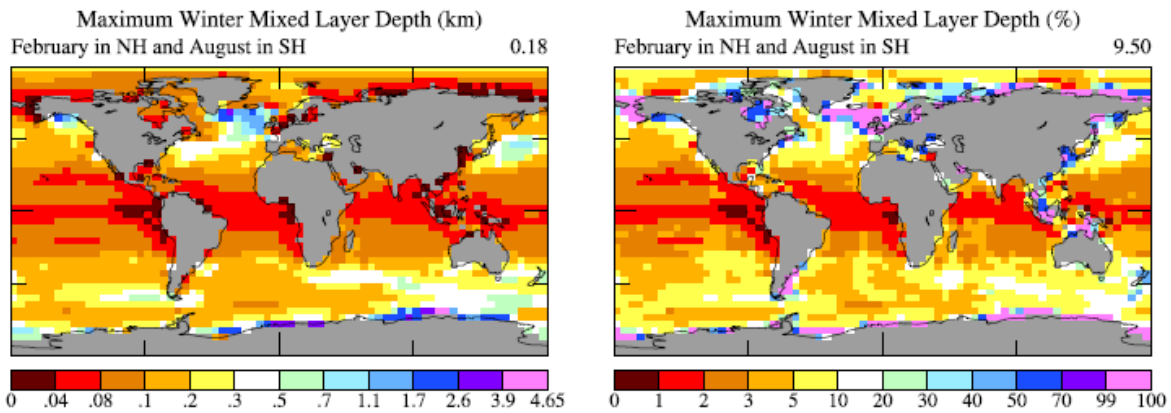 Maximum Winter Mixed Layer Depth (km)
February in NH and August in SH 0.18
0 .04 .08 .1 .2 .3 .5 .7 1.1 1.7 2.6 3.9 4.65
Maximum Winter Mixed Layer Depth (%)
February in NH and August in SH 9.50
0 1 2 3 5 10 20 30 40 50 70 99 100